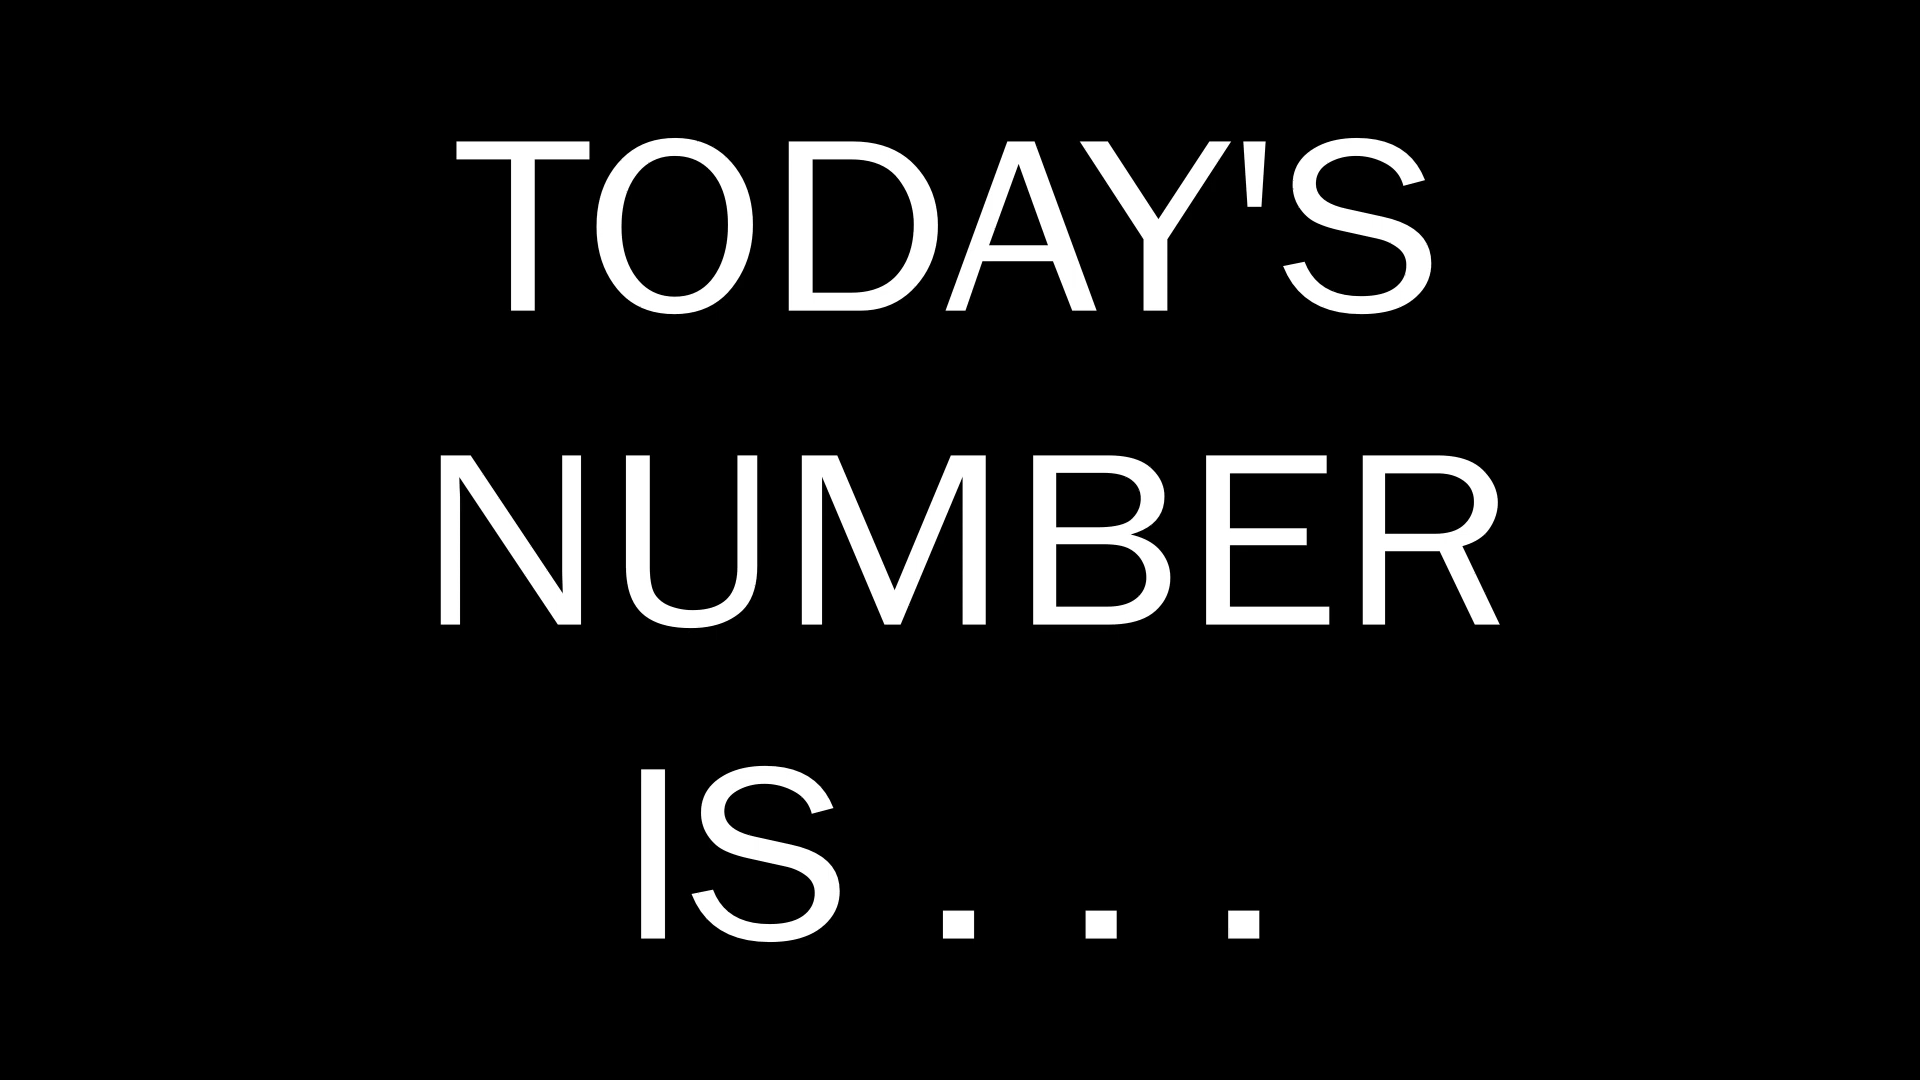 TODAY'S
NUMBER
IS . . .